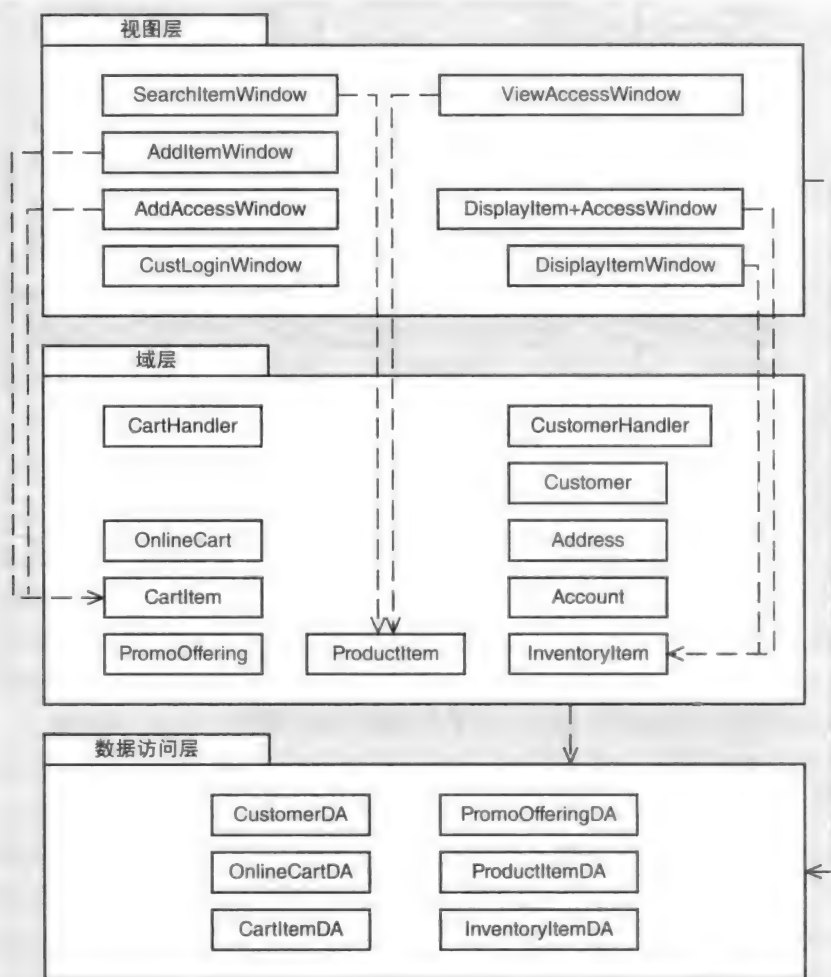 视图层
SearchItemWindow
ViewAccessWindow
AddItemWindow
AddAccessWindow
DisplayItem+AccessWindow
CustLoginWindow
DisiplayItemWindow
域层
CartHandler
CustomerHandler
Customer
OnlineCart
Address
CartItem
Account
PromoOffering
ProductItem
InventoryItem
数据访问层
CustomerDA
PromoOfferingDA
OnlineCartDA
ProductItemDA
CartItemDA
InventoryItemDA